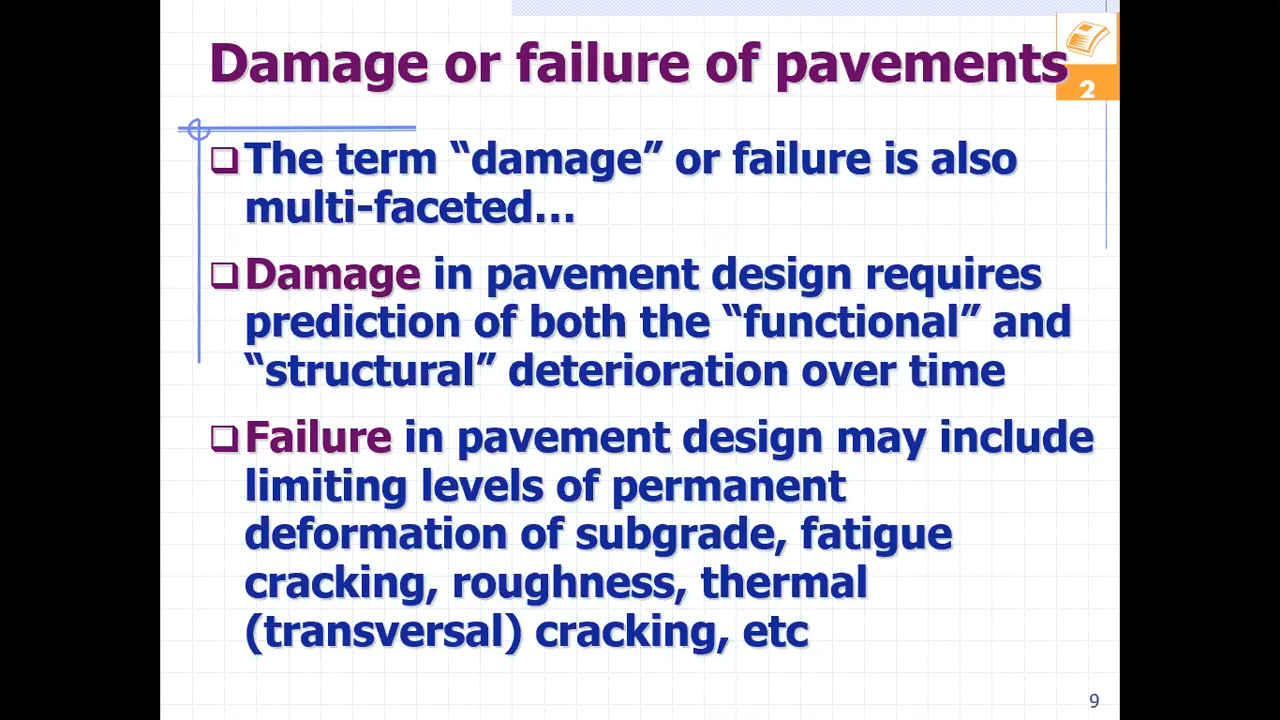 Damage or failure of pavements
2
The term “damage” or failure is also
multi-faceted…
Damage in pavement design requires
prediction of both the “functional” and
“structural” deterioration over time
Failure in pavement design may include
limiting levels of permanent
deformation of subgrade, fatigue
cracking, roughness, thermal
(transversal) cracking, etc
9